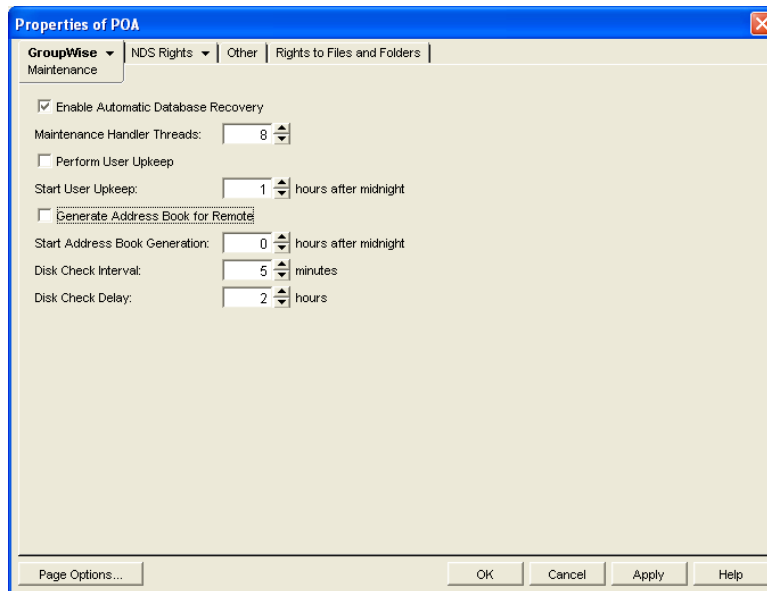 Properties of POA
GroupWise NDS Rights Other Rights to Files and Folders
Maintenance
Enable Automatic Database Recovery
Maintenance Handler Threads: 8
Perform User Upkeep
Start User Upkeep: 1 hours after midnight
Generate Address Book for Remote
Start Address Book Generation: 0 hours after midnight
Disk Check Interval: 5 minutes
Disk Check Delay: 2 hours
Page Options... OK Cancel Apply Help